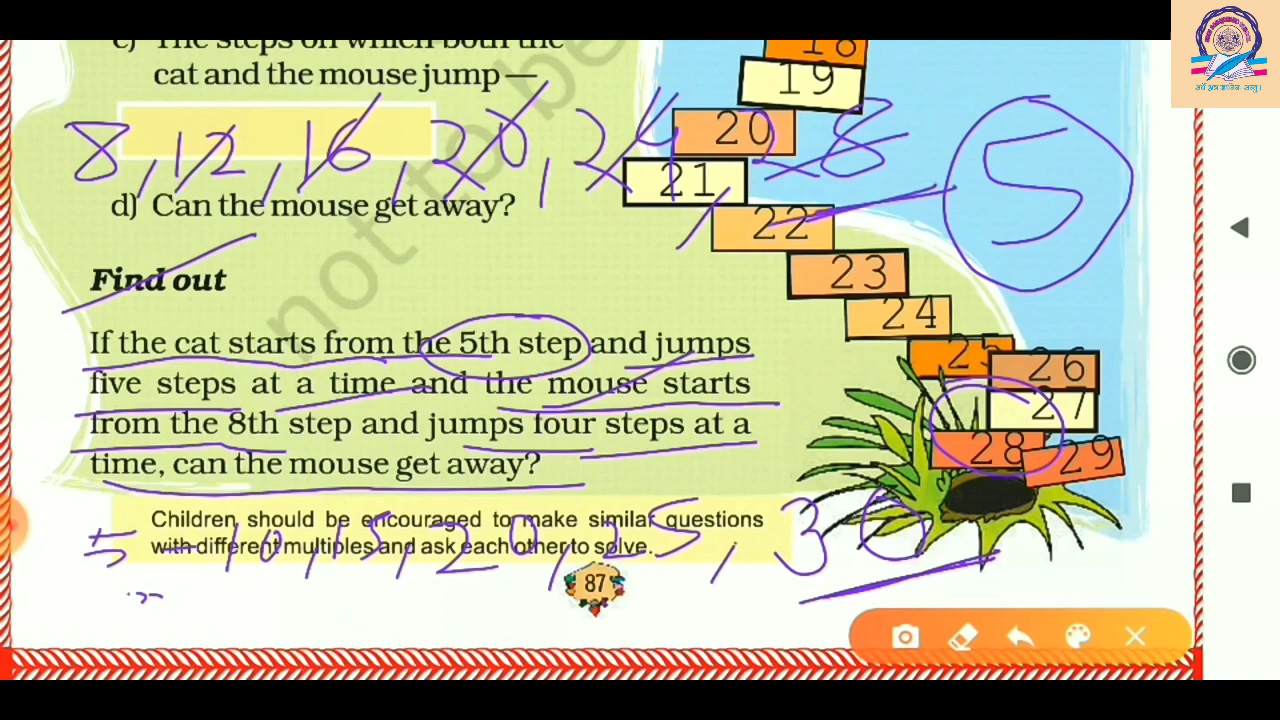 c) The steps on which both the
cat and the mouse jump —
8, 12, 16, 20, 24, 28
5
d) Can the mouse get away?
Find out
If the cat starts from the 5th step and jumps
five steps at a time and the mouse starts
from the 8th step and jumps four steps at a
time, can the mouse get away?
Children should be encouraged to make similar questions
with different multiples and ask each other to solve.
5 10, 15, 20, 25, 30
87
18
19
20
21
22
23
24
25
26
27
28
29
not to be